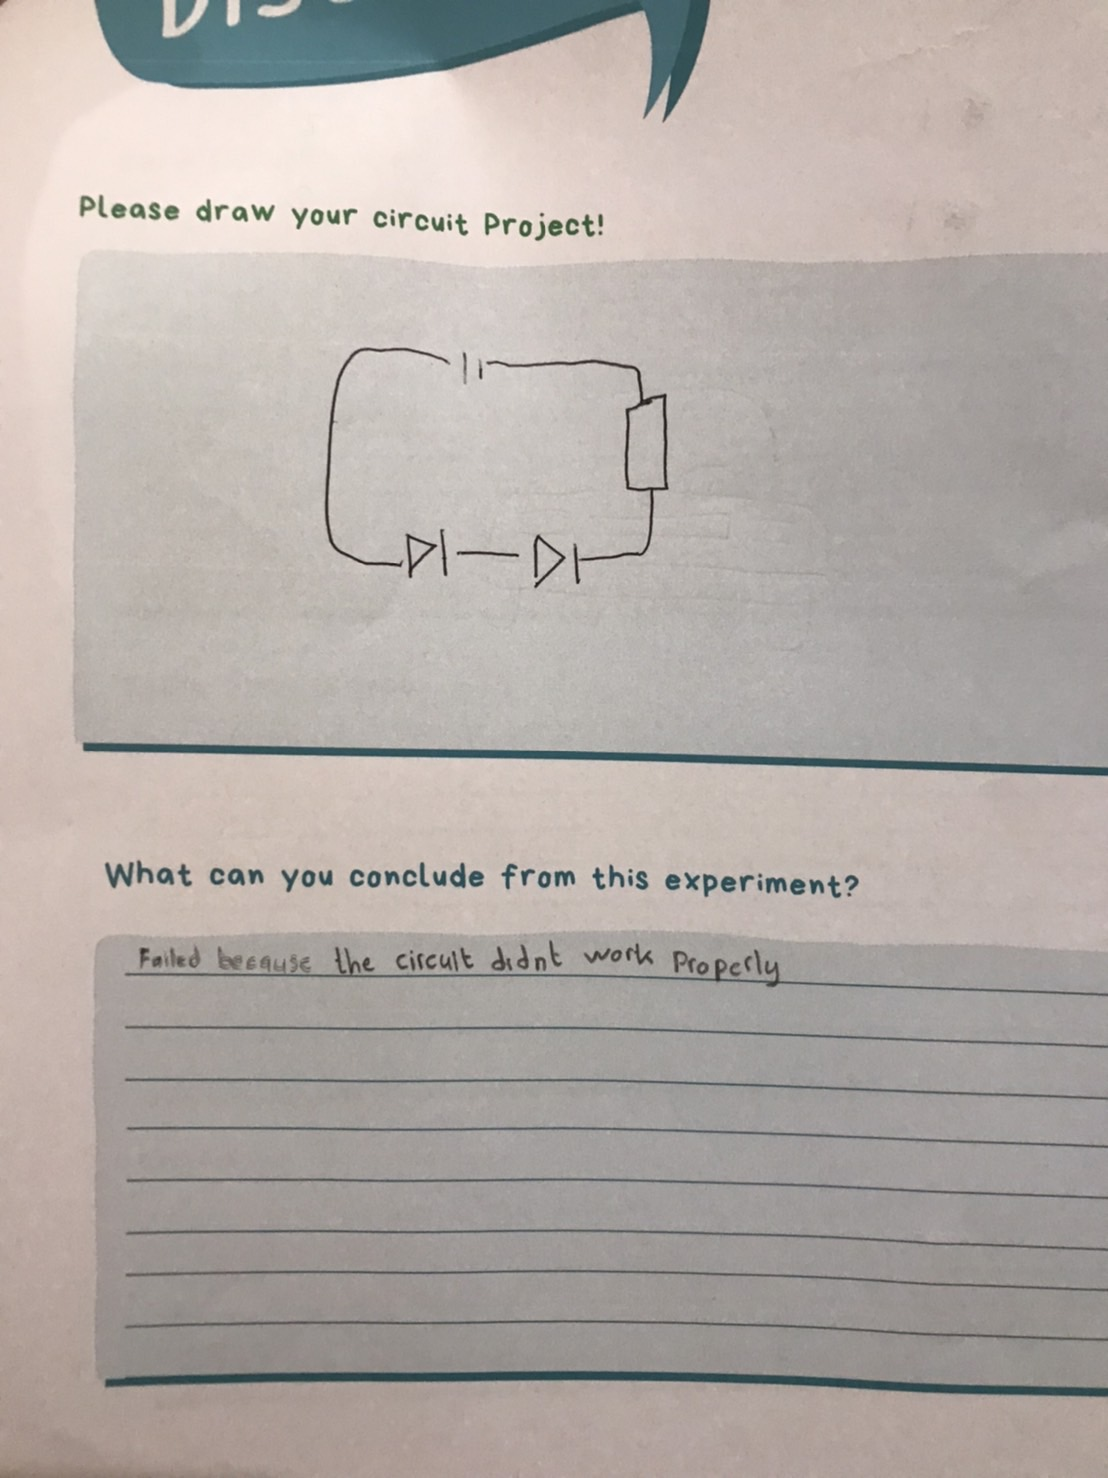 Please draw your circuit Project!
What can you conclude from this experiment?
Failed because the circuit didnt work Properly